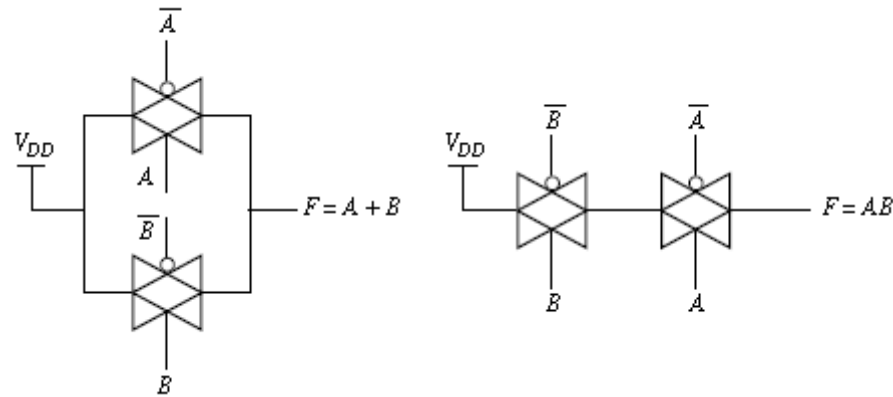 A̅
V_DD
A
B̅
F = A + B
B
B̅
A̅
V_DD
F = AB
B
A